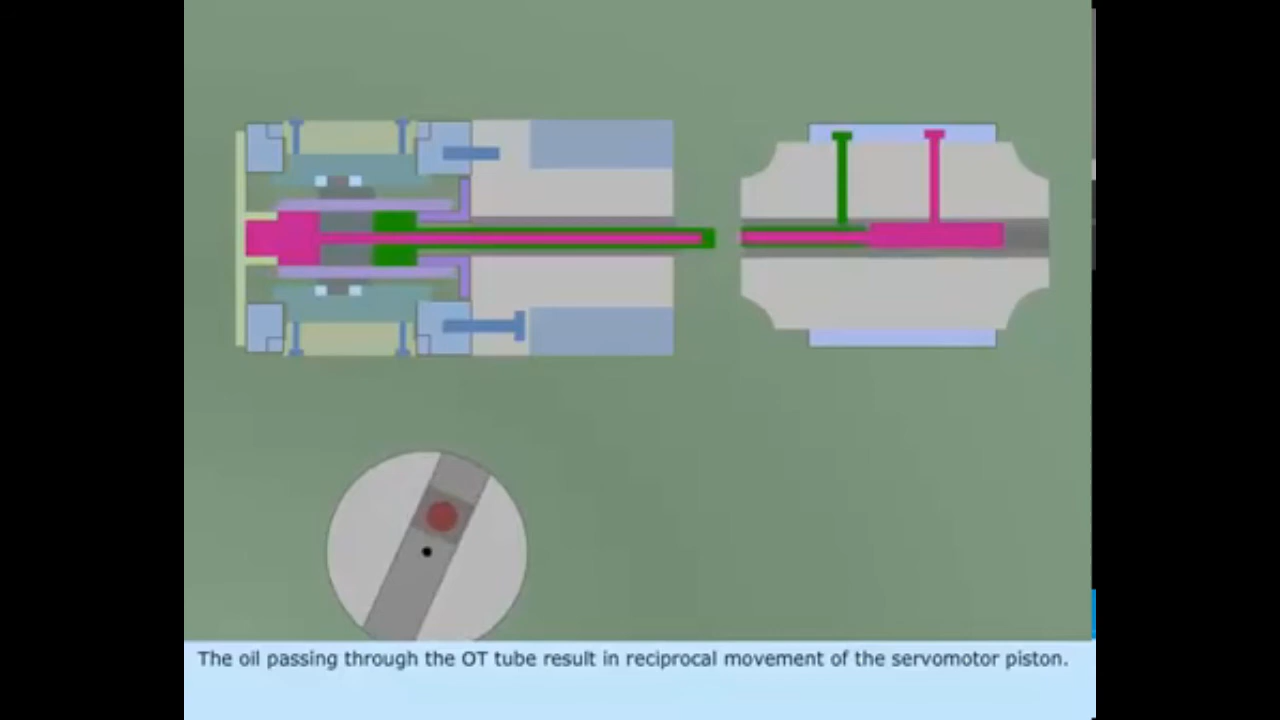 The oil passing through the OT tube result in reciprocal movement of the servomotor piston.